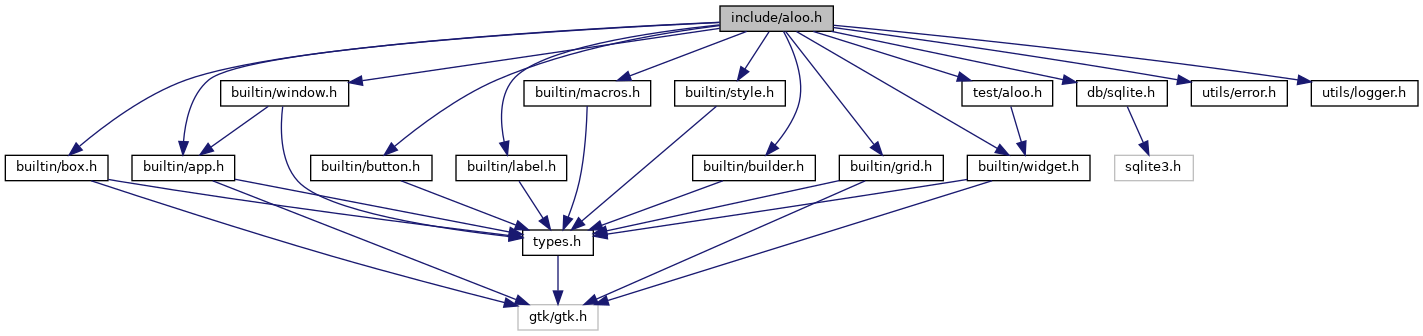 include/aloo.h
builtin/window.h
builtin/macros.h
builtin/style.h
test/aloo.h
db/sqlite.h
utils/error.h
utils/logger.h
builtin/box.h
builtin/app.h
builtin/button.h
builtin/label.h
builtin/builder.h
builtin/grid.h
builtin/widget.h
sqlite3.h
types.h
gtk/gtk.h